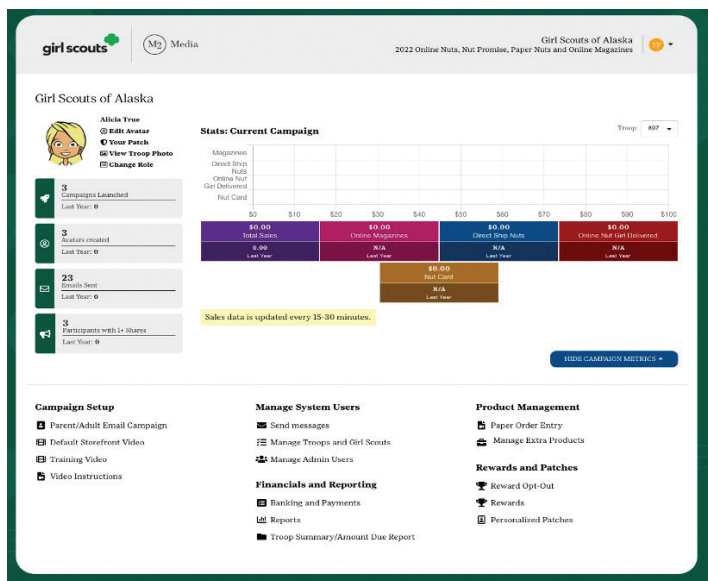 girl scouts
M2 Media
Girl Scouts of Alaska
2022 Online Nuts, Nut Promise, Paper Nuts and Online Magazines
TF
Girl Scouts of Alaska
Alicia True
Edit Avatar
Your Patch
View Troop Photo
Change Role
3
Campaigns Launched
Last Year: 0
3
Avatars created
Last Year: 0
23
Emails Sent
Last Year: 0
3
Participants with 1+ Shares
Last Year: 0
Stats: Current Campaign
Troop: 897
Magazines
Direct Ship
Nuts
Online Nut
Girl Delivered
Nut Card
$0 $10 $20 $30 $40 $50 $60 $70 $80 $90 $100
$0.00 $0.00 $0.00 $0.00
Total Sales Online Magazines Direct Ship Nuts Online Nut Girl Delivered
0.00 N/A N/A N/A
Last Year Last Year Last Year Last Year
$0.00
Nut Card
N/A
Last Year
Sales data is updated every 15-30 minutes.
HIDE CAMPAIGN METRICS
Campaign Setup
Parent/Adult Email Campaign
Default Storefront Video
Training Video
Video Instructions
Manage System Users
Send messages
Manage Troops and Girl Scouts
Manage Admin Users
Financials and Reporting
Banking and Payments
Reports
Troop Summary/Amount Due Report
Product Management
Paper Order Entry
Manage Extra Products
Rewards and Patches
Reward Opt-Out
Rewards
Personalized Patches